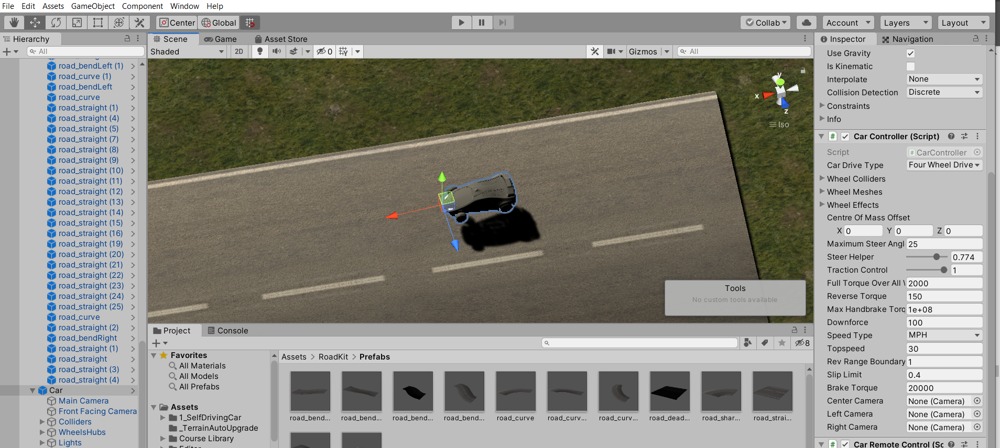 File Edit Assets GameObject Component Window Help
Center Global Collab Account Layers Layout
Hierarchy
All
road_bendLeft (1)
road_curve (1)
road_bendLeft
road_curve
road_straight (1)
road_straight (4)
road_straight (5)
road_straight (7)
road_straight (8)
road_straight (9)
road_straight (10)
road_straight (11)
road_straight (12)
road_straight (13)
road_straight (14)
road_straight (15)
road_straight (16)
road_straight (19)
road_straight (20)
road_straight (21)
road_straight (22)
road_straight (23)
road_straight (24)
road_straight (25)
road_curve
road_straight (2)
road_bendRight
road_straight (1)
road_straight
road_straight (3)
road_straight (4)
Car
Main Camera
Front Facing Camera
Colliders
WheelsHubs
Lights
Scene Game Asset Store
Shaded 2D 0 Gizmos All
y
x
z
Iso
Tools
No custom tools available
Project Console
8
Favorites
All Materials
All Models
All Prefabs
Assets
1_SelfDrivingCar
_TerrainAutoUpgrade
Course Library
Editor
Assets > RoadKit > Prefabs
road_bend... road_bend... road_bend... road_bend... road_curve road_curv... road_curv... road_dead... road_shar... road_strai...
Inspector Navigation
Use Gravity
Is Kinematic
Interpolate None
Collision Detection Discrete
Constraints
Info
# Car Controller (Script)
Script # CarController
Car Drive Type Four Wheel Drive
Wheel Colliders
Wheel Meshes
Wheel Effects
Centre Of Mass Offset
X 0 Y 0 Z 0
Maximum Steer Angl 25
Steer Helper 0.774
Traction Control 1
Full Torque Over All 2000
Reverse Torque 150
Max Handbrake Torq 1e+08
Downforce 100
Speed Type MPH
Topspeed 30
Rev Range Boundary 1
Slip Limit 0.4
Brake Torque 20000
Center Camera None (Camera)
Left Camera None (Camera)
Right Camera None (Camera)
# Car Remote Control (Sc